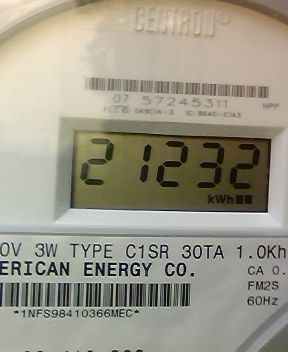 CENTRON®
07 57245311
HPP
21232
kWh
0V 3W TYPE C1SR 30TA 1.0Kh
ERICAN ENERGY CO.
CA 0.
FM2S
60Hz
*1NFS98410366MEC*